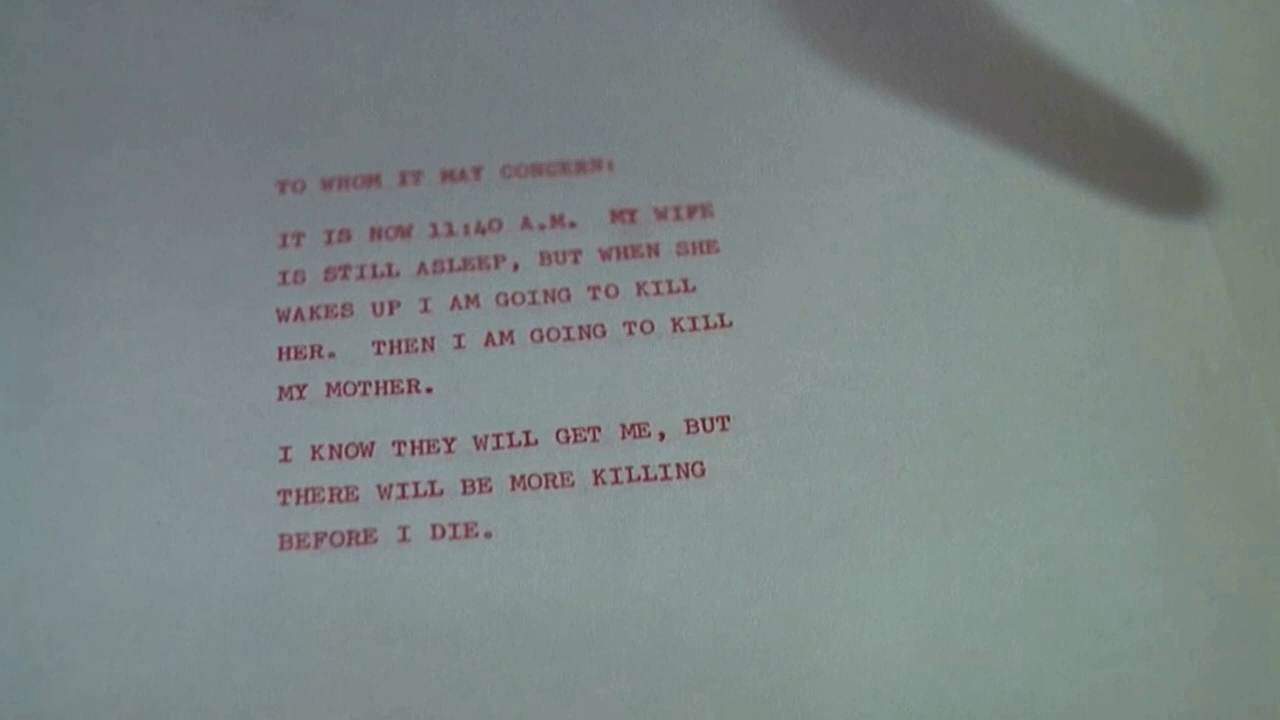 TO WHOM IT MAY CONCERN:
IT IS NOW 11:40 A.M. MY WIFE
IS STILL ASLEEP, BUT WHEN SHE
WAKES UP I AM GOING TO KILL
HER. THEN I AM GOING TO KILL
MY MOTHER.
I KNOW THEY WILL GET ME, BUT
THERE WILL BE MORE KILLING
BEFORE I DIE.